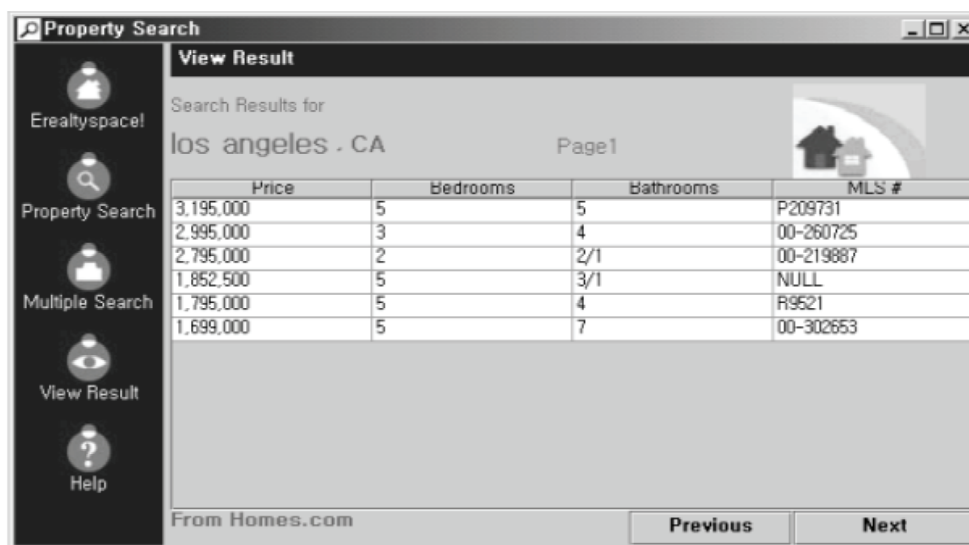 Property Search
View Result
Erealtyspace!
Property Search
Multiple Search
View Result
Help
Search Results for
los angeles . CA Page1
Price Bedrooms Bathrooms MLS #
3,195,000 5 5 P209731
2,995,000 3 4 00-260725
2,795,000 2 2/1 00-219887
1,852,500 5 3/1 NULL
1,795,000 5 4 R9521
1,699,000 5 7 00-302653
From Homes.com Previous Next